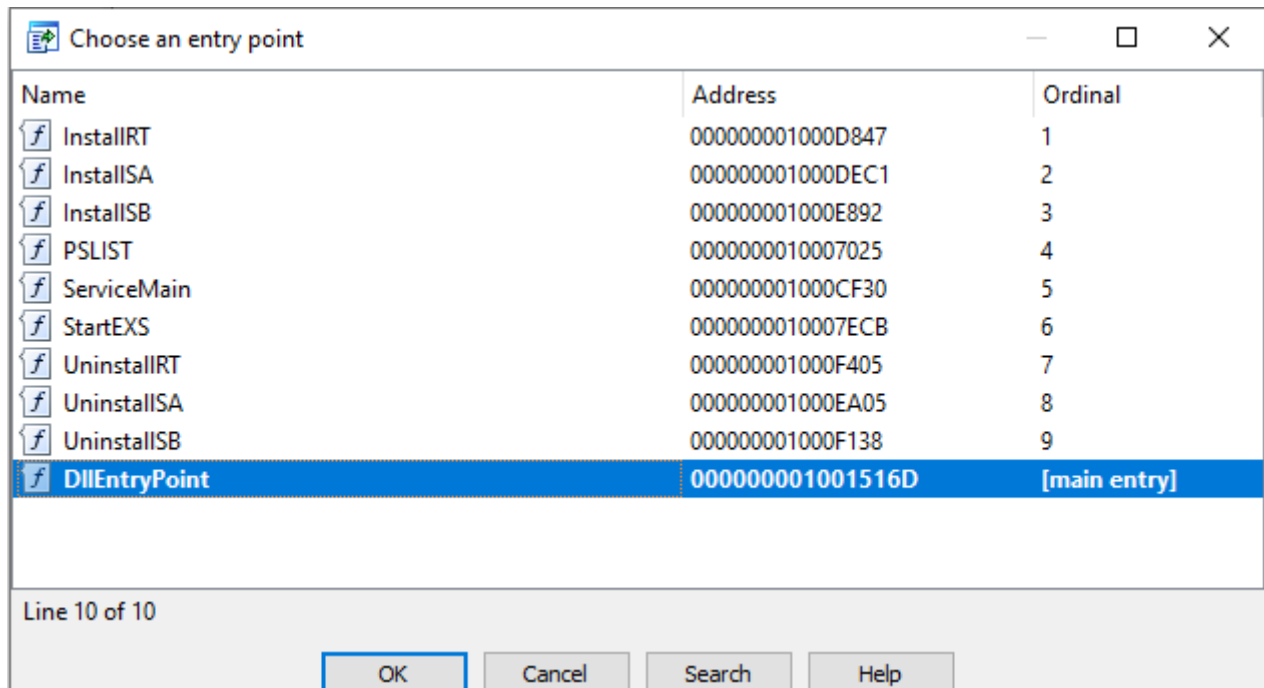 Choose an entry point
Name Address Ordinal
InstallRT 000000001000D847 1
InstallSA 000000001000DEC1 2
InstallSB 000000001000E892 3
PSLIST 0000000010007025 4
ServiceMain 000000001000CF30 5
StartEXS 0000000010007ECB 6
UninstallRT 000000001000F405 7
UninstallSA 000000001000EA05 8
UninstallSB 000000001000F138 9
DllEntryPoint 000000001001516D [main entry]
Line 10 of 10
OK Cancel Search Help